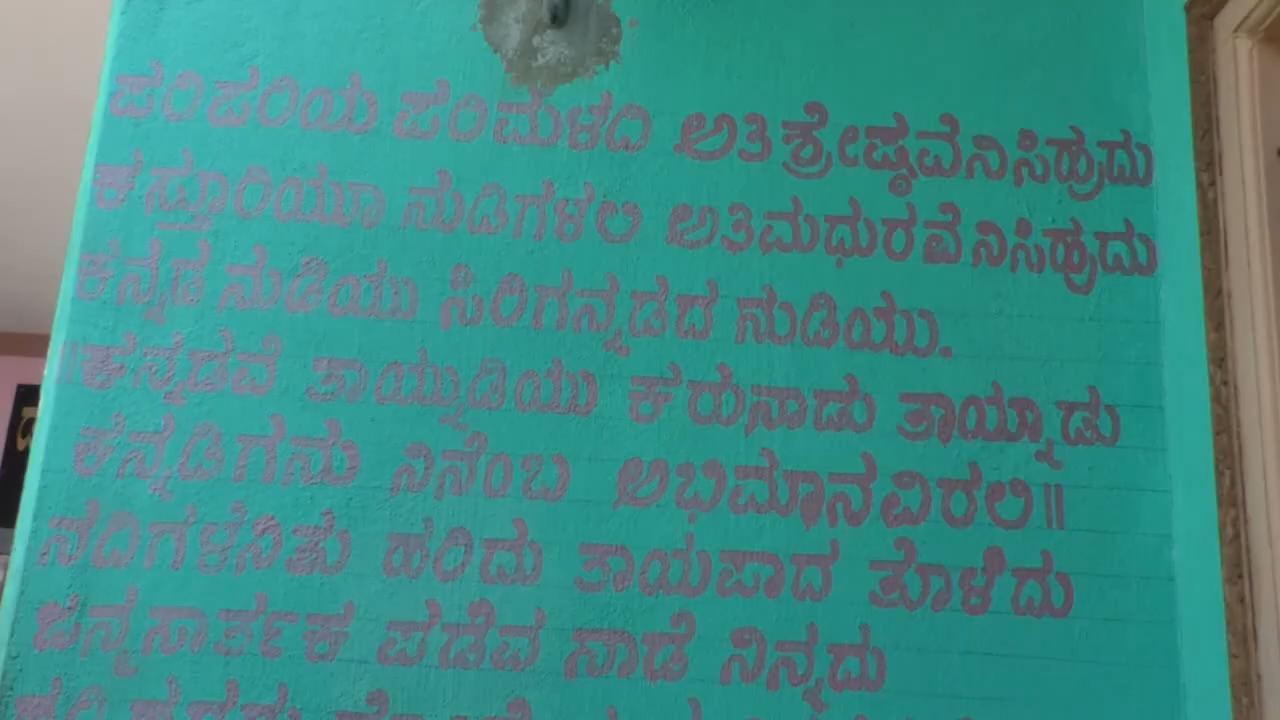 ಪರಿಪರಿಯ ಪರಿಮಳದಿ ಅತಿ ಶ್ರೇಷ್ಠವೆನಿಸಿಹುದು
ಕಸ್ತೂರಿಯೂ ನುಡಿಗಳಲಿ ಅತಿಮಧುರವೆನಿಸಿಹುದು
ಕನ್ನಡ ನುಡಿಯು ಸಿರಿಗನ್ನಡದ ನುಡಿಯು.
॥ಕನ್ನಡವೆ ತಾಯ್ನುಡಿಯು ಕರುನಾಡು ತಾಯ್ನಾಡು
ಕನ್ನಡಿಗನು ನಿನೆಂಬ ಅಭಿಮಾನವಿರಲಿ॥
ನದಿಗಳೆನಿತು ಹರಿದು ತಾಯಪಾದ ತೊಳೆದು
ಜನ್ಮಸಾರ್ತಕ ಪಡೆವ ನಾಡೆ ನಿನ್ನದು